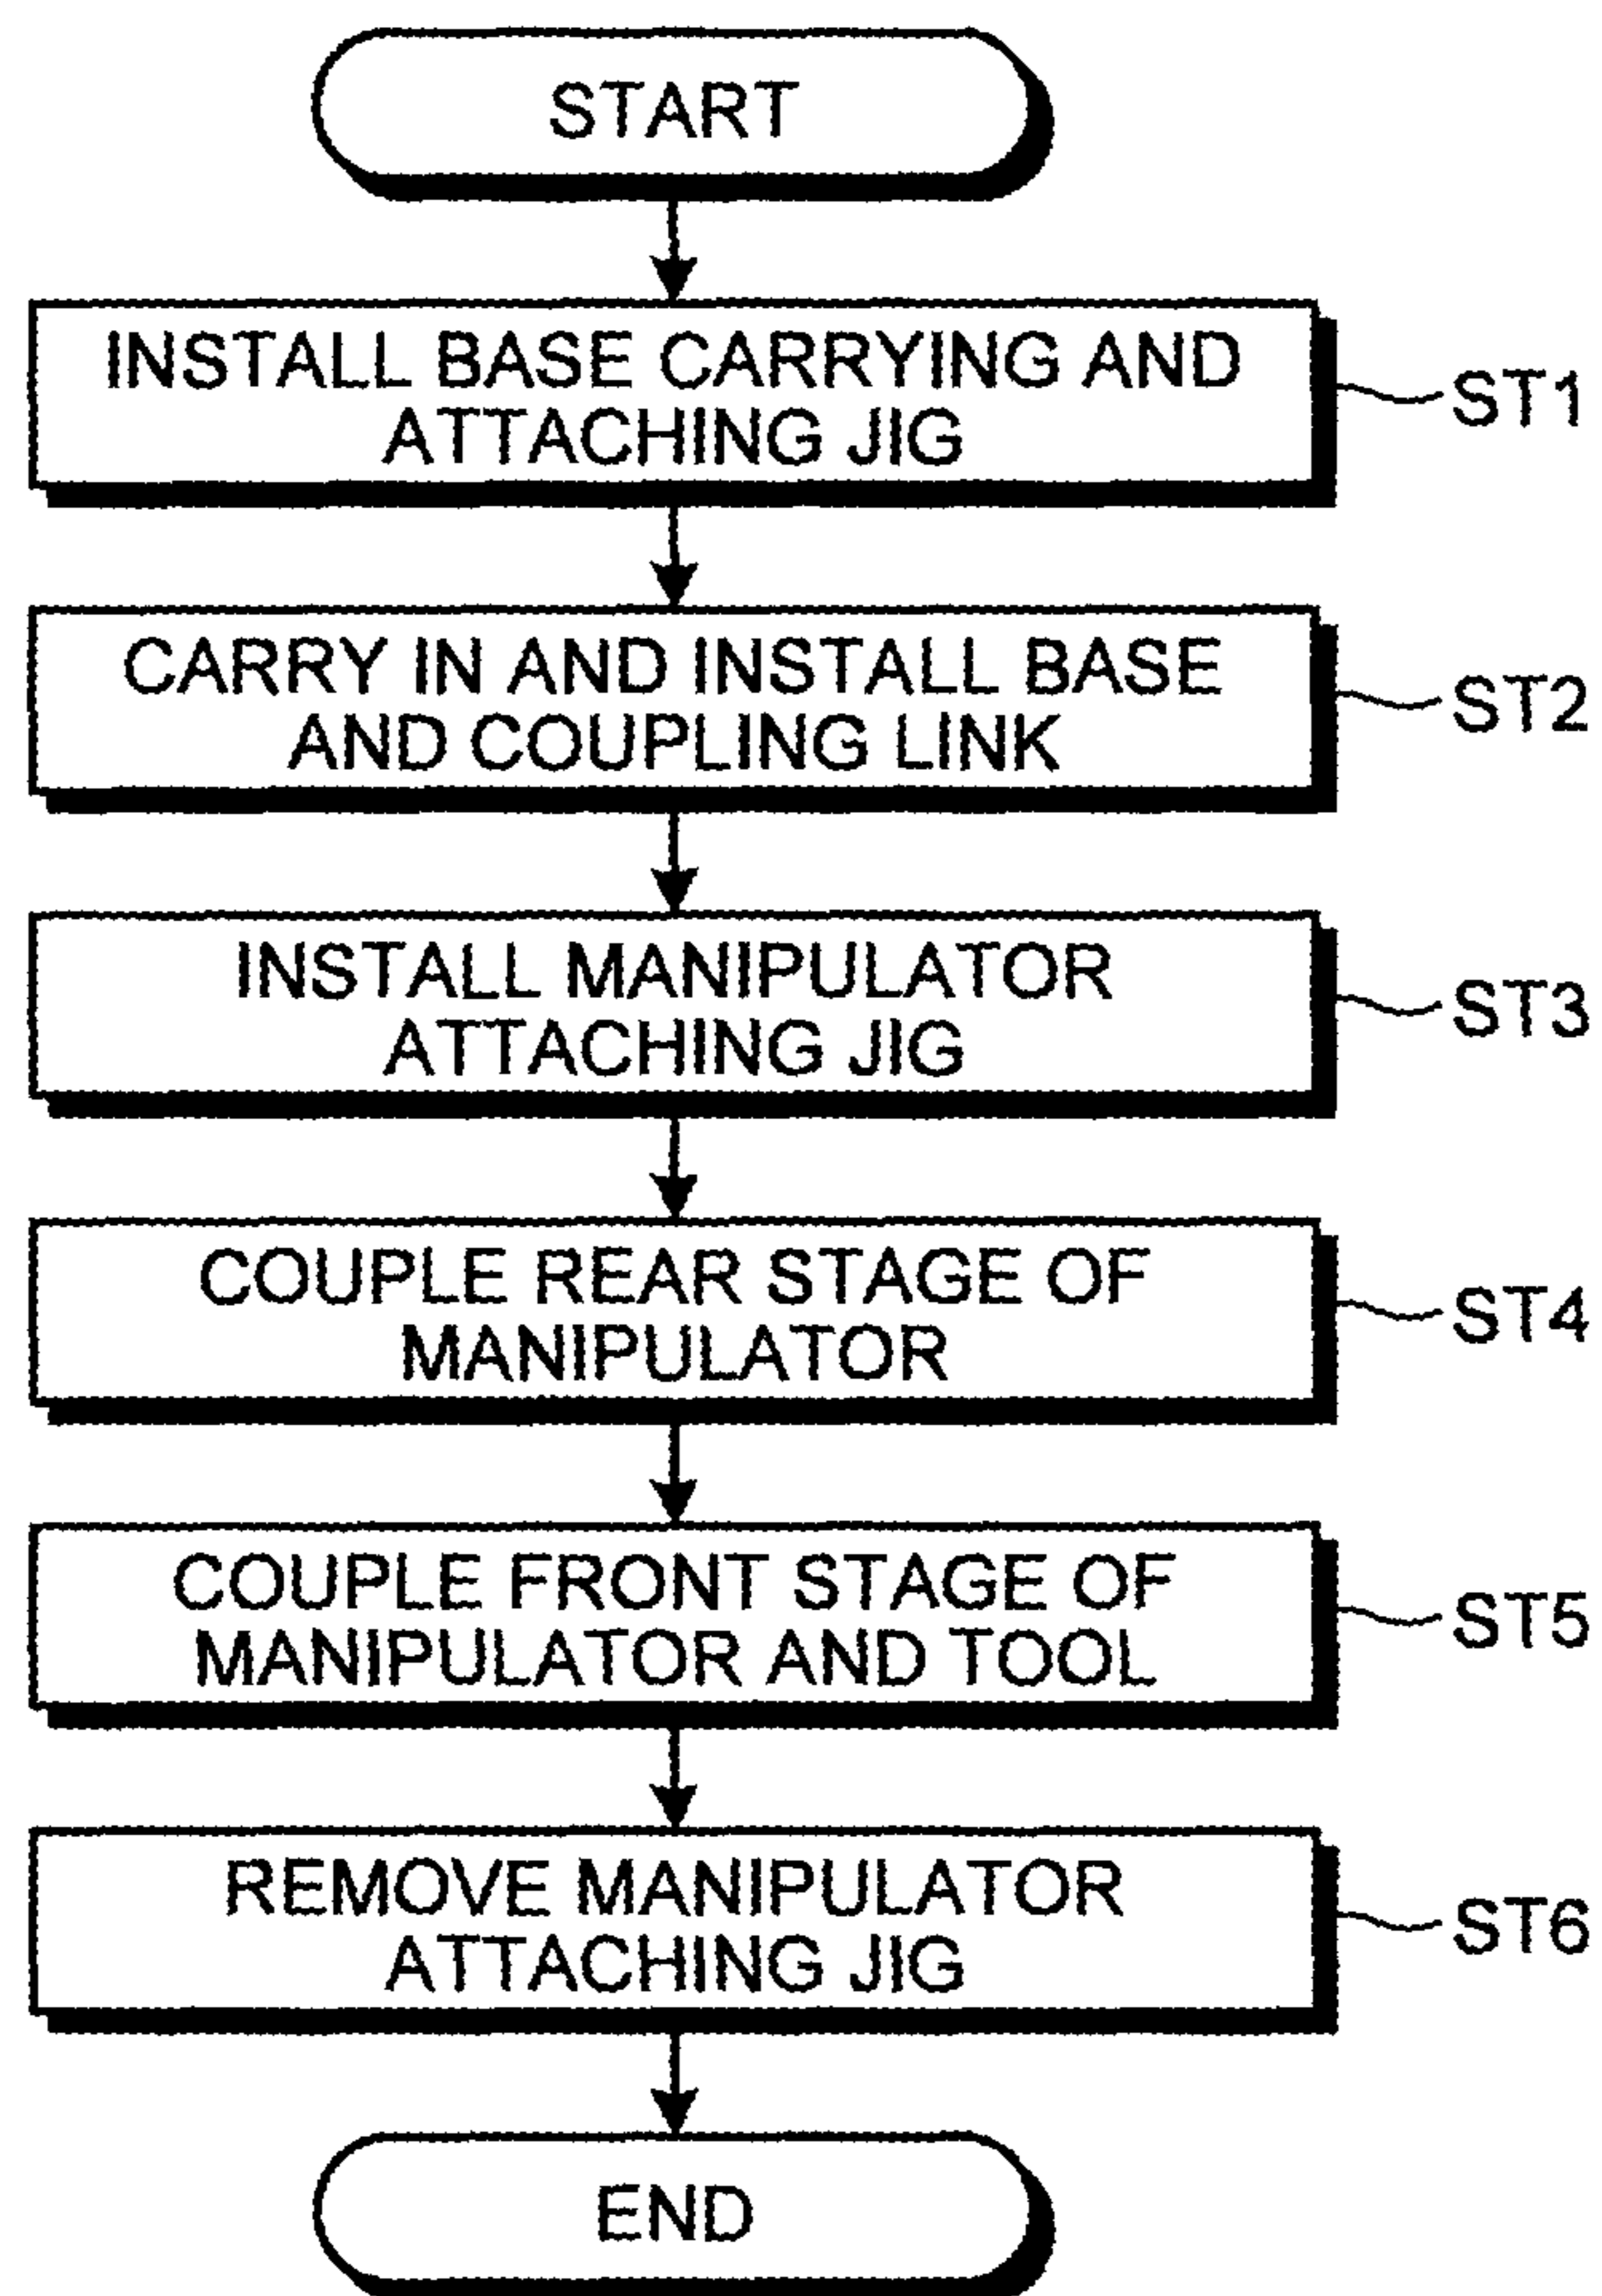 START
INSTALL BASE CARRYING AND
ATTACHING JIG
ST1
CARRY IN AND INSTALL BASE
AND COUPLING LINK
ST2
INSTALL MANIPULATOR
ATTACHING JIG
ST3
COUPLE REAR STAGE OF
MANIPULATOR
ST4
COUPLE FRONT STAGE OF
MANIPULATOR AND TOOL
ST5
REMOVE MANIPULATOR
ATTACHING JIG
ST6
END